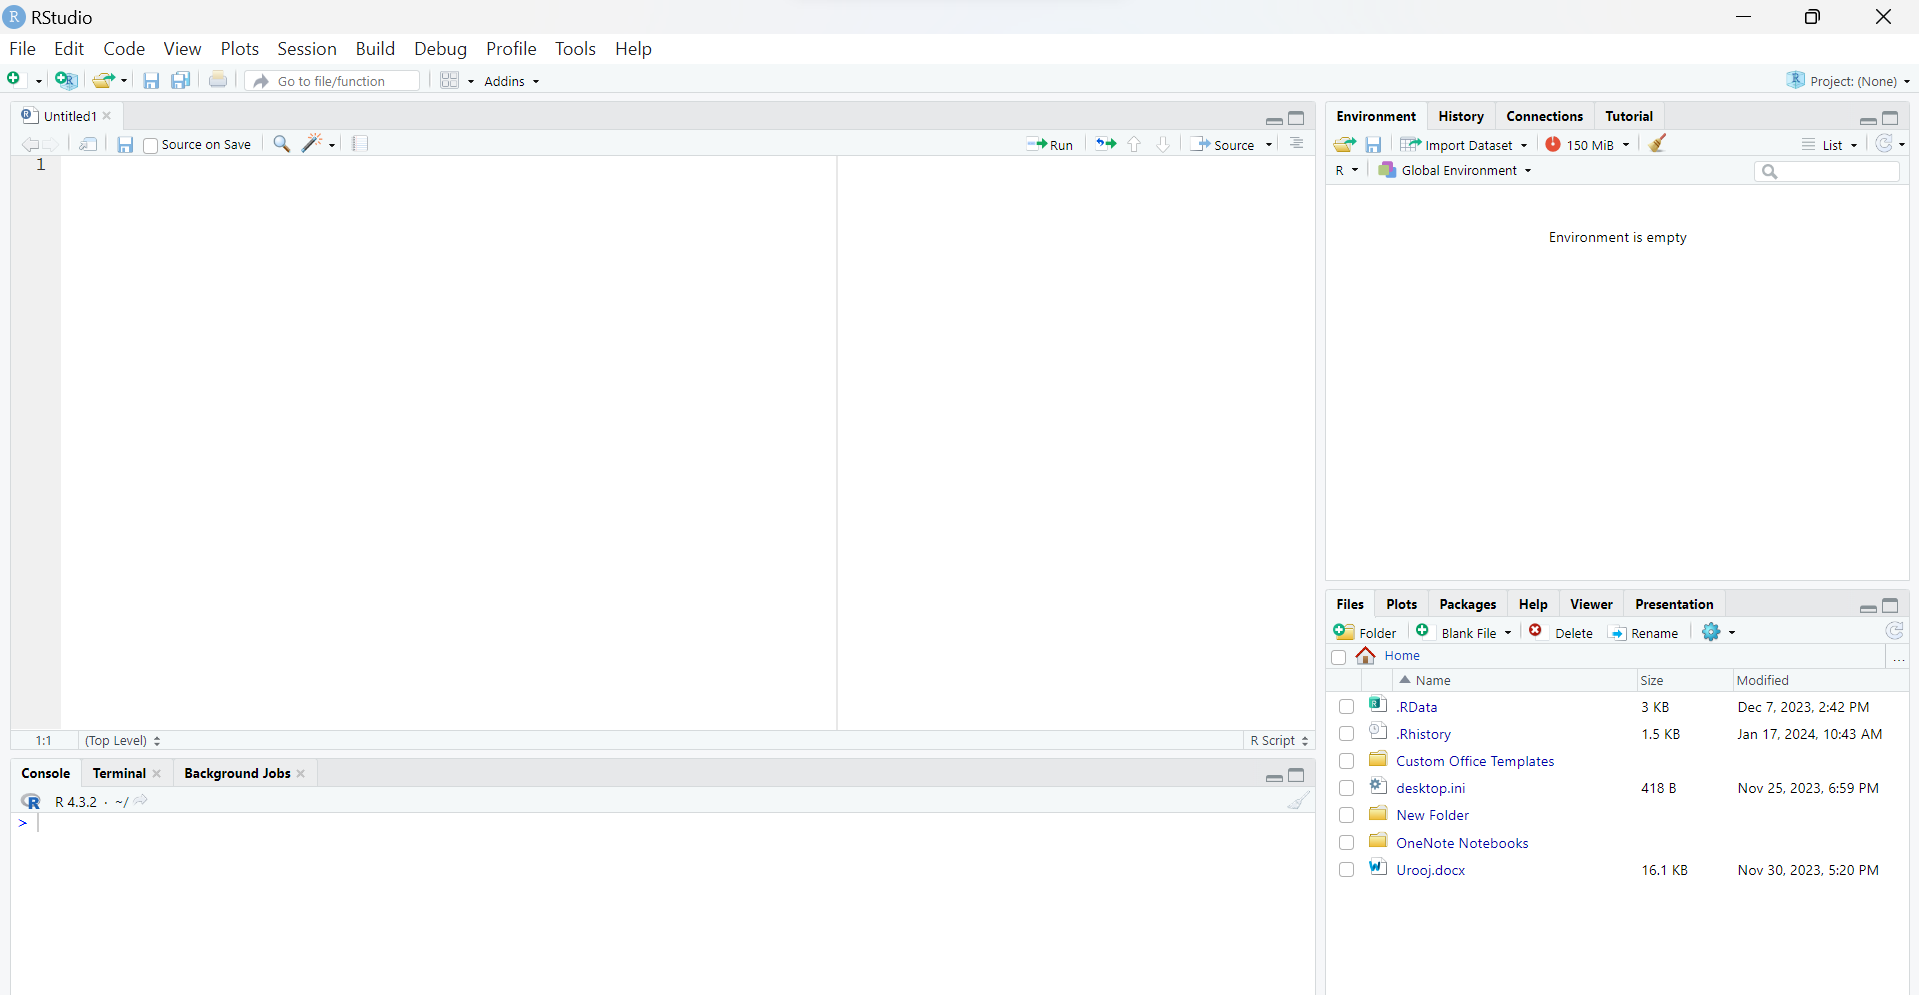 RStudio
File Edit Code View Plots Session Build Debug Profile Tools Help
Go to file/function Addins Project: (None)
Untitled1
Source on Save Run Source
1
1:1 (Top Level) R Script
Console Terminal Background Jobs
R 4.3.2 · ~/
>
Environment History Connections Tutorial
Import Dataset 150 MiB List
R Global Environment
Environment is empty
Files Plots Packages Help Viewer Presentation
Folder Blank File Delete Rename
Home ...
Name Size Modified
.RData 3 KB Dec 7, 2023, 2:42 PM
.Rhistory 1.5 KB Jan 17, 2024, 10:43 AM
Custom Office Templates
desktop.ini 418 B Nov 25, 2023, 6:59 PM
New Folder
OneNote Notebooks
Urooj.docx 16.1 KB Nov 30, 2023, 5:20 PM